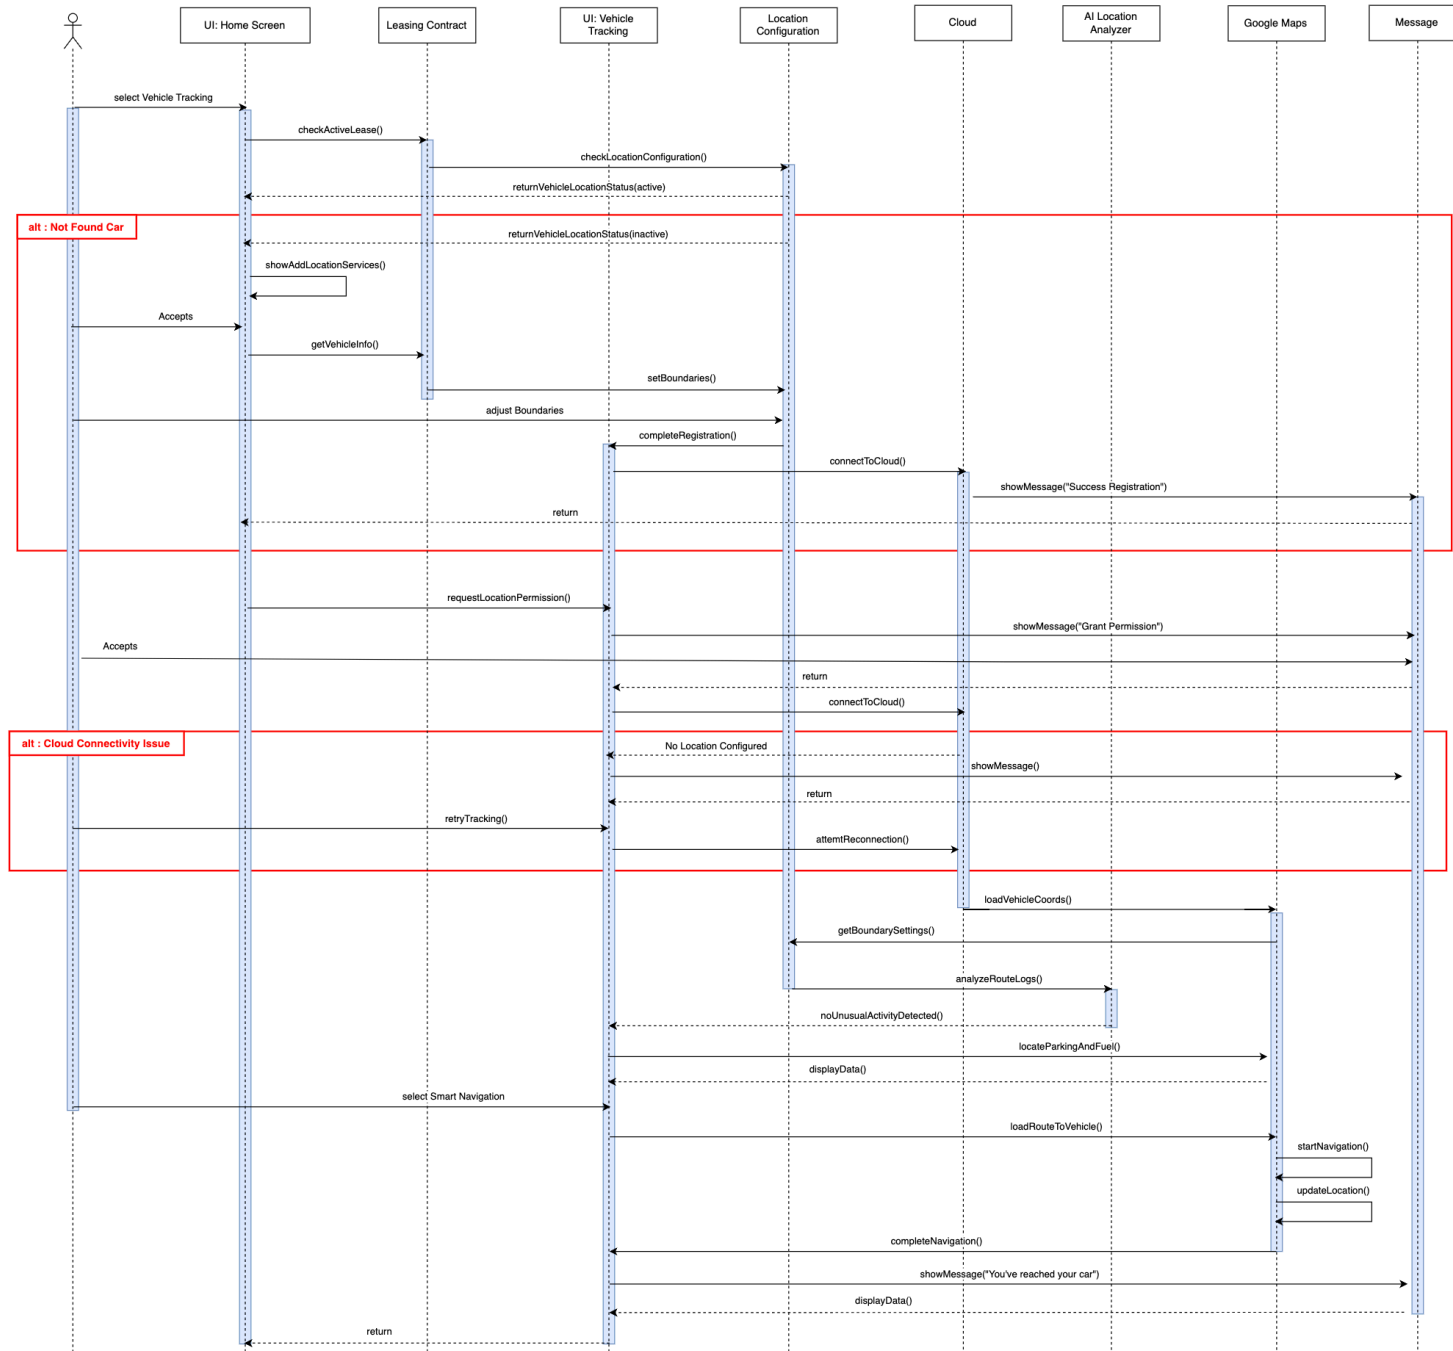 UI: Home Screen
Leasing Contract
UI: Vehicle
Tracking
Location
Configuration
Cloud
AI Location
Analyzer
Google Maps
Message
select Vehicle Tracking
checkActiveLease()
checkLocationConfiguration()
returnVehicleLocationStatus(active)
alt : Not Found Car
returnVehicleLocationStatus(inactive)
showAddLocationServices()
Accepts
getVehicleInfo()
setBoundaries()
adjust Boundaries
completeRegistration()
connectToCloud()
showMessage("Success Registration")
return
requestLocationPermission()
showMessage("Grant Permission")
Accepts
return
connectToCloud()
alt : Cloud Connectivity Issue
No Location Configured
showMessage()
return
retryTracking()
attemtReconnection()
loadVehicleCoords()
getBoundarySettings()
analyzeRouteLogs()
noUnusualActivityDetected()
locateParkingAndFuel()
displayData()
select Smart Navigation
loadRouteToVehicle()
startNavigation()
updateLocation()
completeNavigation()
showMessage("You've reached your car")
displayData()
return